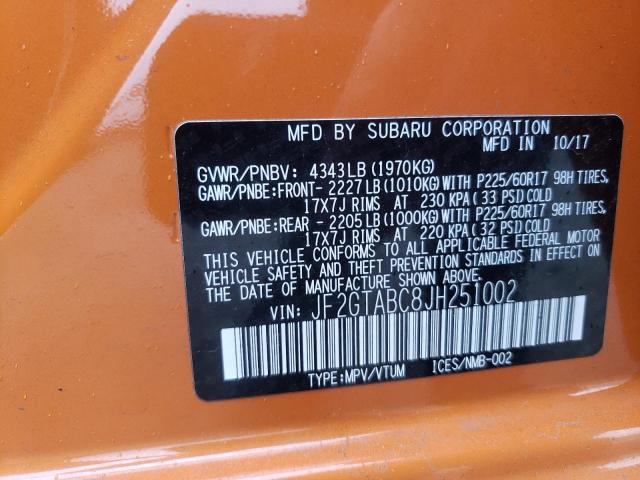 MFD BY SUBARU CORPORATION
MFD IN 10/17
GVWR/PNBV: 4343LB(1970KG)
GAWR/PNBE:FRONT-2227LB(1010KG)WITH P225/60R17 98H TIRES,
17X7J RIMS AT 230 KPA(33 PSI)COLD
GAWR/PNBE:REAR -2205LB(1000KG)WITH P225/60R17 98H TIRES,
17X7J RIMS AT 220 KPA(32 PSI)COLD
THIS VEHICLE CONFORMS TO ALL APPLICABLE FEDERAL MOTOR
VEHICLE SAFETY AND THEFT PREVENTION STANDARDS IN EFFECT ON
THE DATE OF MANUFACTURE SHOWN ABOVE.
VIN: JF2GTABC8JH251002
TYPE:MPV/VTUM ICES/NMB-002